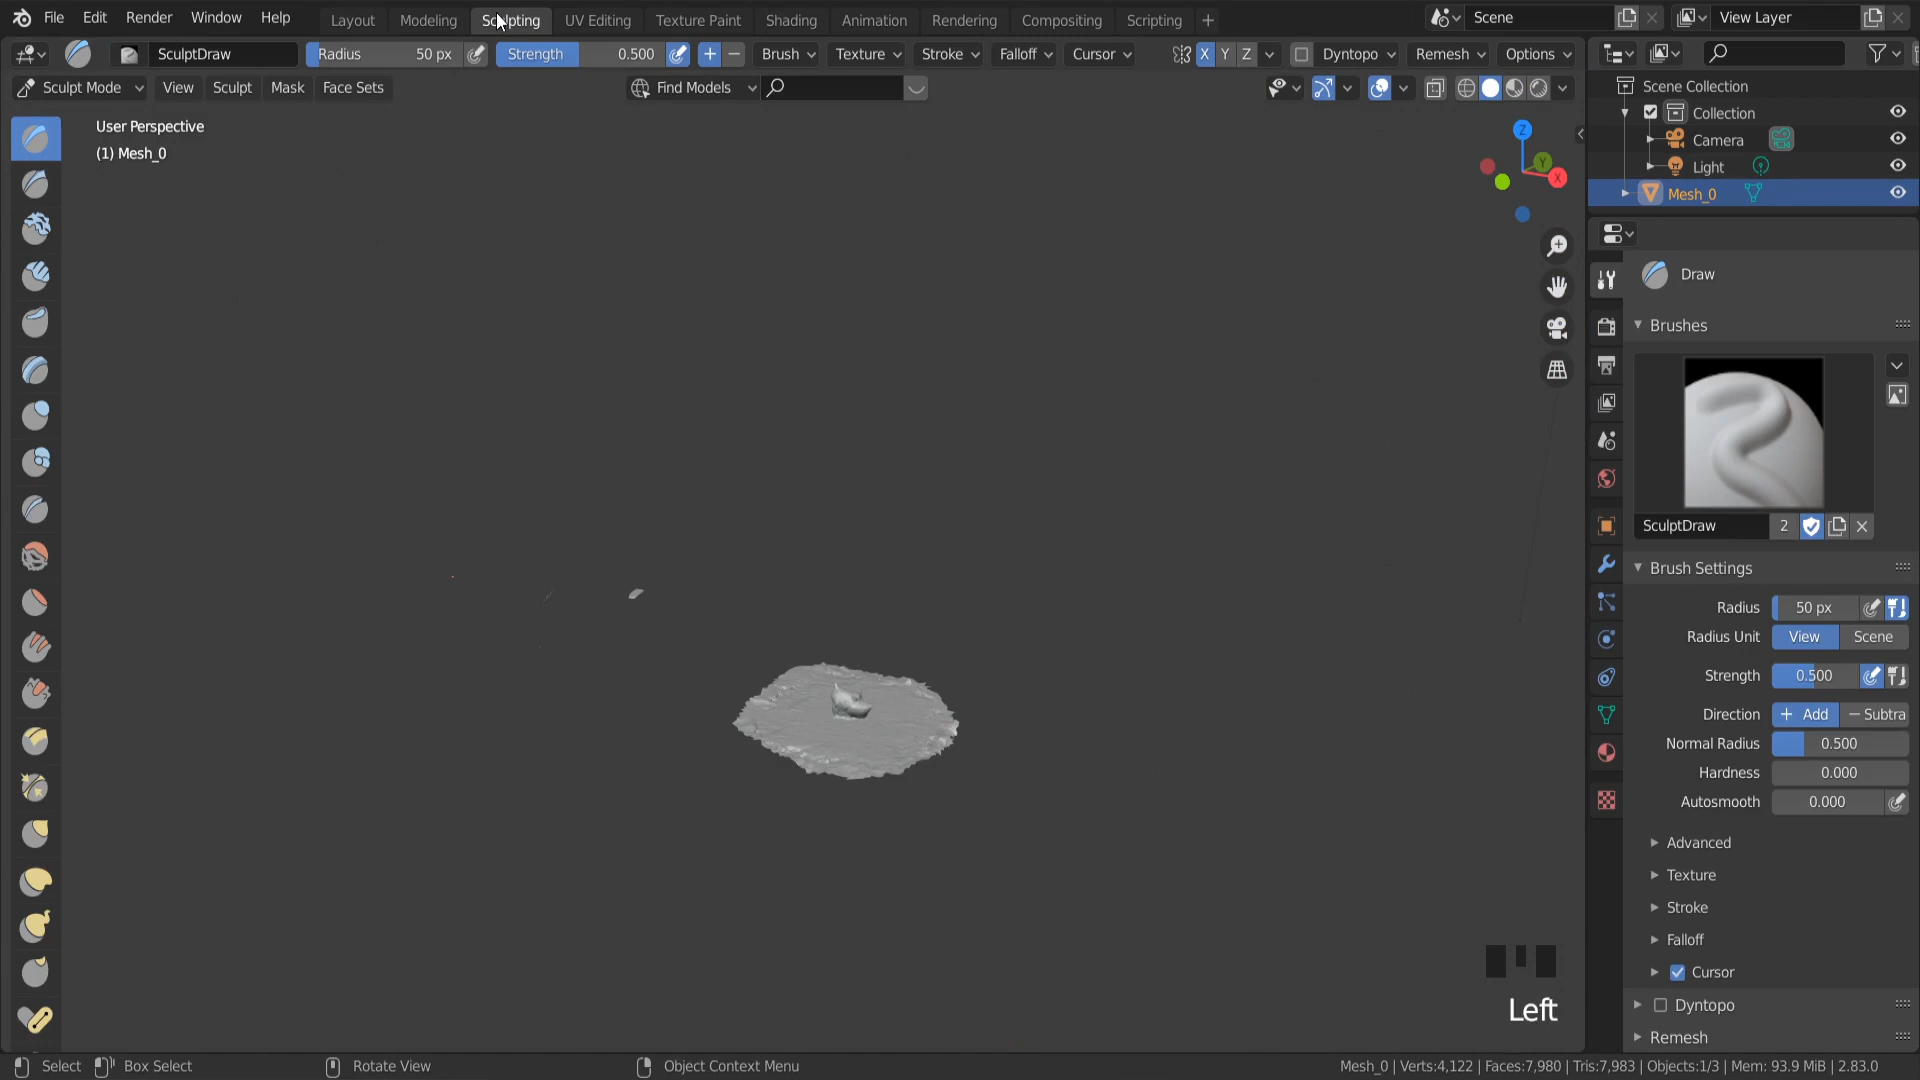 File Edit Render Window Help Layout Modeling Sculpting UV Editing Texture Paint Shading Animation Rendering Compositing Scripting + Scene View Layer
SculptDraw Radius 50 px Strength 0.500 + − Brush Texture Stroke Falloff Cursor X Y Z Dyntopo Remesh Options
Sculpt Mode View Sculpt Mask Face Sets Find Models
User Perspective
(1) Mesh_0
Z
Y
X
Scene Collection
Collection
Camera
Light
Mesh_0
Draw
Brushes
SculptDraw 2
Brush Settings
Radius 50 px
Radius Unit View Scene
Strength 0.500
Direction + Add − Subtra
Normal Radius 0.500
Hardness 0.000
Autosmooth 0.000
Advanced
Texture
Stroke
Falloff
Cursor
Dyntopo
Remesh
Left
Select Box Select Rotate View Object Context Menu Mesh_0 | Verts:4,122 | Faces:7,980 | Tris:7,983 | Objects:1/3 | Mem: 93.9 MiB | 2.83.0